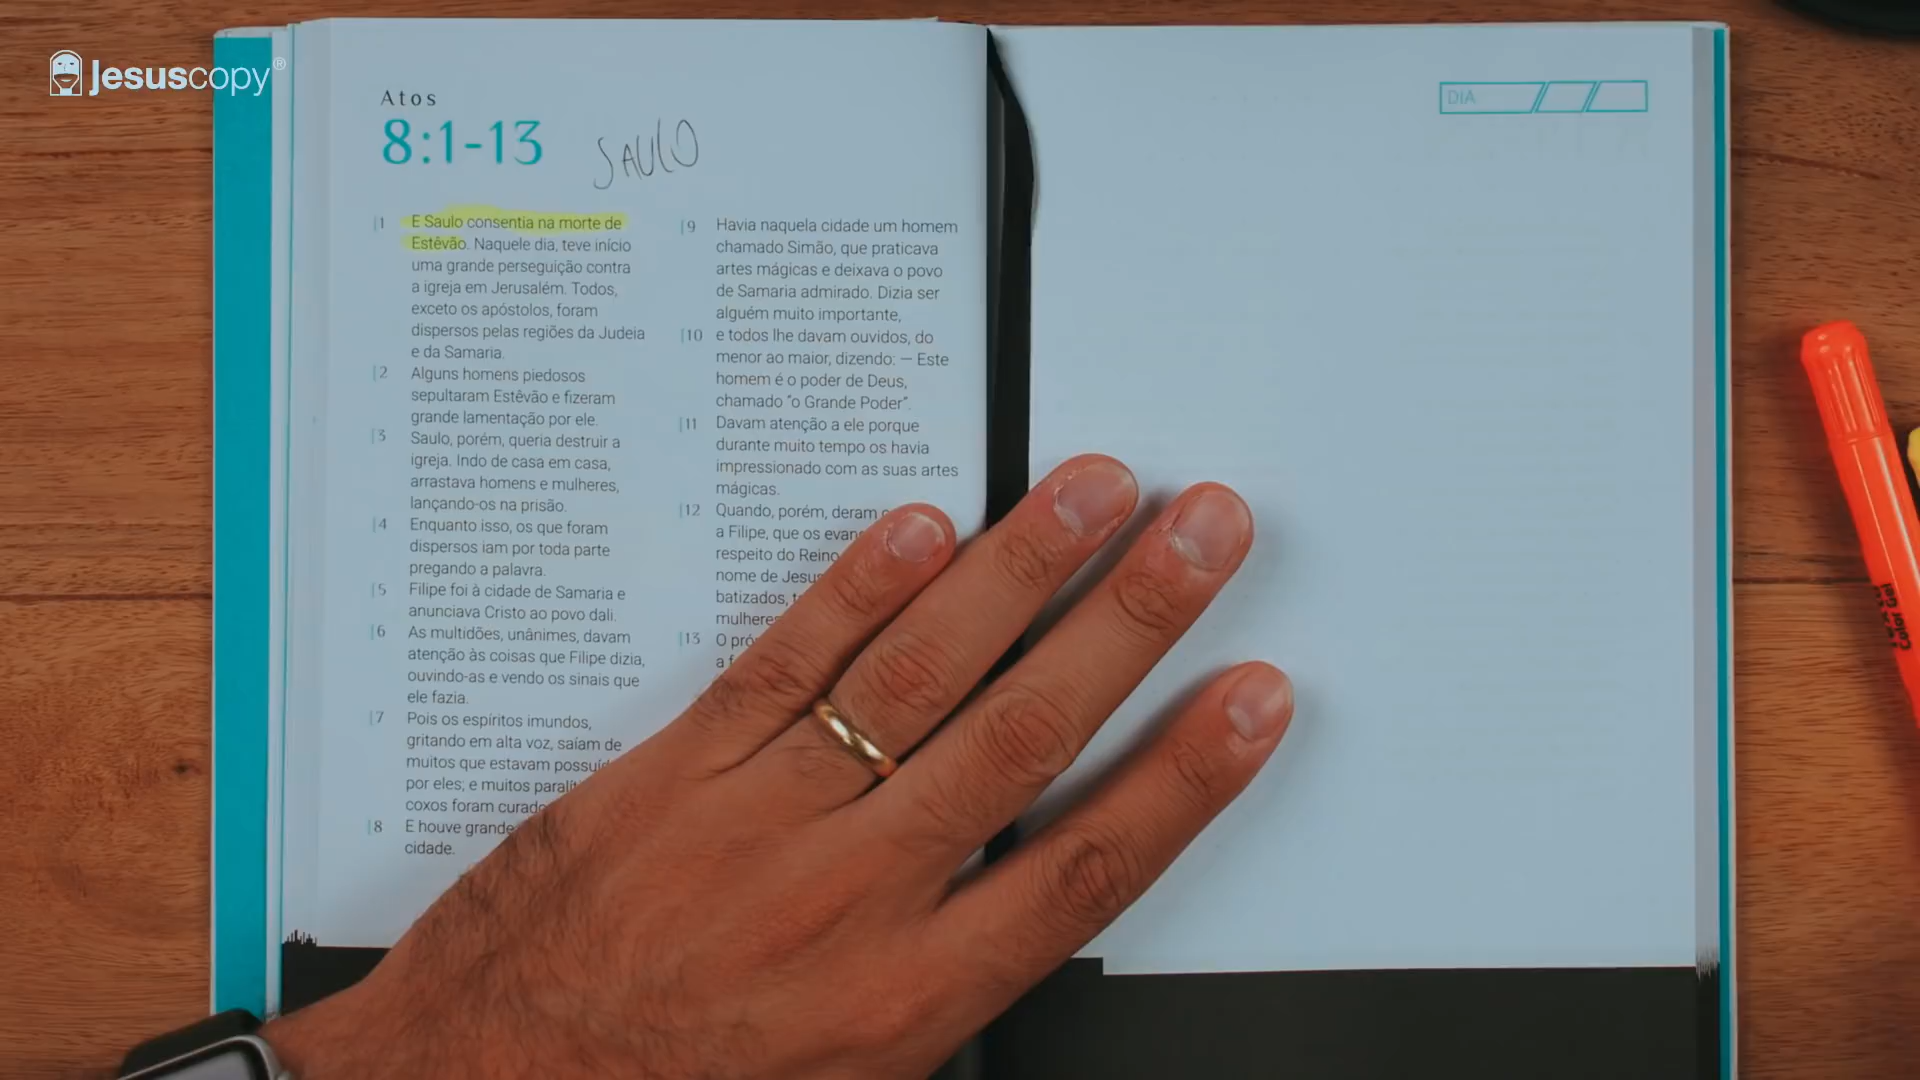 Jesuscopy®
Atos
8:1-13
SAULO
DIA
1 E Saulo consentia na morte de
Estêvão. Naquele dia, teve início
uma grande perseguição contra
a igreja em Jerusalém. Todos,
exceto os apóstolos, foram
dispersos pelas regiões da Judeia
e da Samaria.
2 Alguns homens piedosos
sepultaram Estêvão e fizeram
grande lamentação por ele.
3 Saulo, porém, queria destruir a
igreja. Indo de casa em casa,
arrastava homens e mulheres,
lançando-os na prisão.
4 Enquanto isso, os que foram
dispersos iam por toda parte
pregando a palavra.
5 Filipe foi à cidade de Samaria e
anunciava Cristo ao povo dali.
6 As multidões, unânimes, davam
atenção às coisas que Filipe dizia,
ouvindo-as e vendo os sinais que
ele fazia.
7 Pois os espíritos imundos,
gritando em alta voz, saíam de
muitos que estavam
por eles; e muitos
coxos foram
8 E houve grande
cidade.
9 Havia naquela cidade um homem
chamado Simão, que praticava
artes mágicas e deixava o povo
de Samaria admirado. Dizia ser
alguém muito importante,
10 e todos lhe davam ouvidos, do
menor ao maior, dizendo: — Este
homem é o poder de Deus,
chamado "o Grande Poder".
11 Davam atenção a ele porque
durante muito tempo os havia
impressionado com as suas artes
mágicas.
12 Quando, porém, deram
a Filipe, que os
respeito do Reino
nome de
batizados,
13 O
a
Color Gel